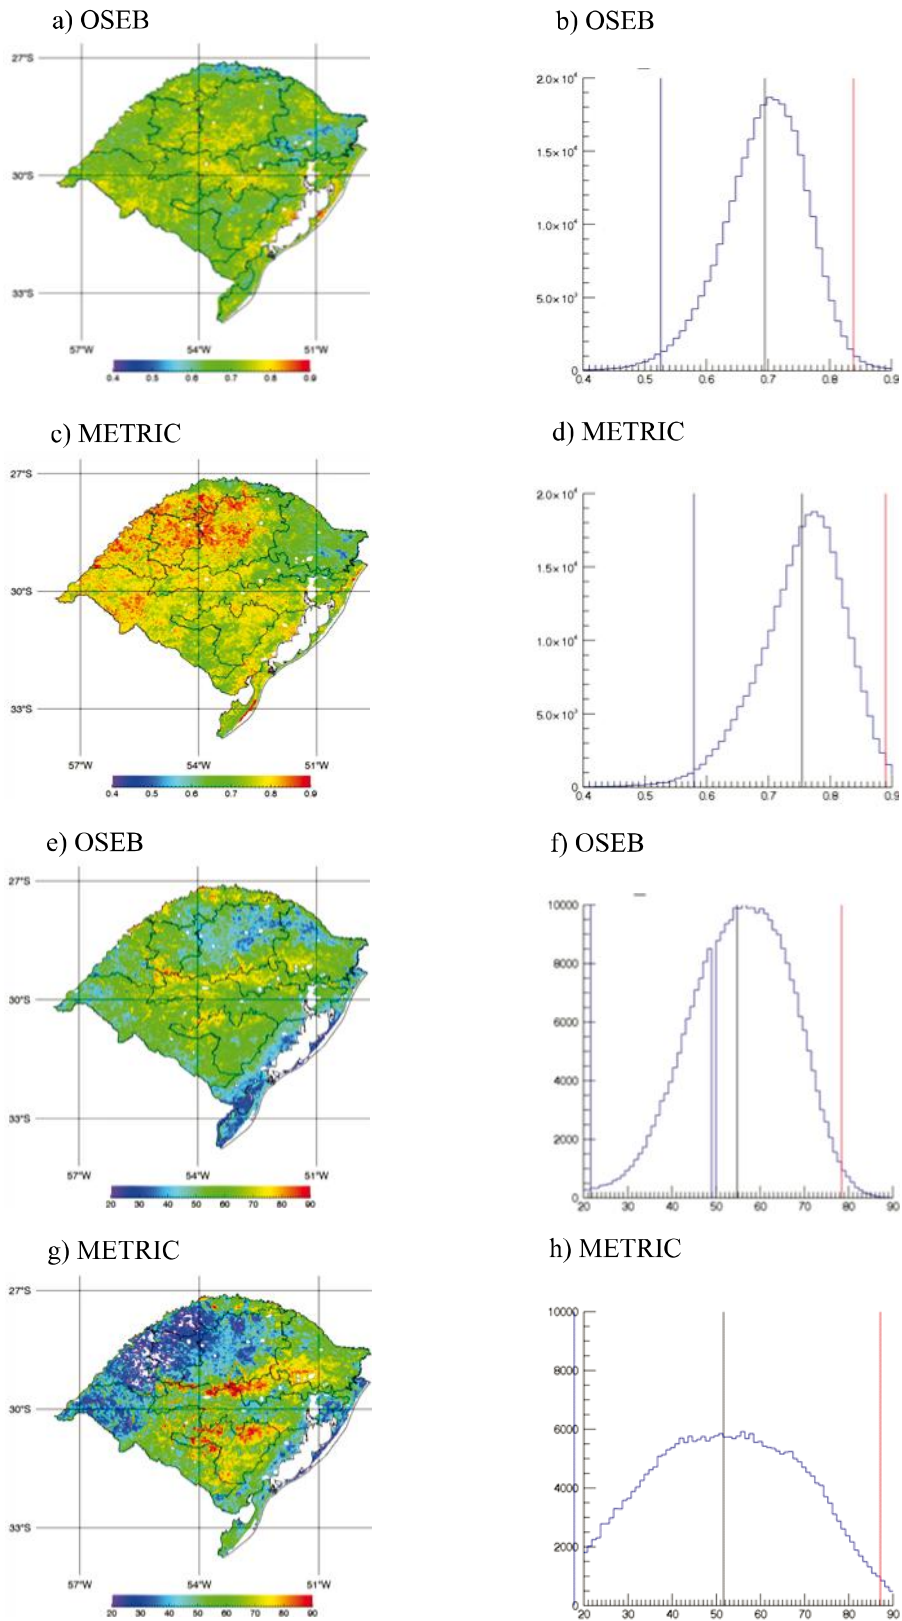 a) OSEB
b) OSEB
27°S
30°S
33°S
57°W 54°W 51°W
0.4 0.5 0.6 0.7 0.8 0.9
2.0×10⁴
1.5×10⁴
1.0×10⁴
5.0×10³
0
0.4 0.5 0.6 0.7 0.8 0.9
c) METRIC
d) METRIC
27°S
30°S
33°S
57°W 54°W 51°W
0.4 0.5 0.6 0.7 0.8 0.9
2.0×10⁴
1.5×10⁴
1.0×10⁴
5.0×10³
0
0.4 0.5 0.6 0.7 0.8 0.9
e) OSEB
f) OSEB
27°S
30°S
33°S
57°W 54°W 51°W
20 30 40 50 60 70 80 90
10000
8000
6000
4000
2000
0
20 30 40 50 60 70 80 90
g) METRIC
h) METRIC
27°S
30°S
33°S
57°W 54°W 51°W
20 30 40 50 60 70 80 90
10000
8000
6000
4000
2000
0
20 30 40 50 60 70 80 90